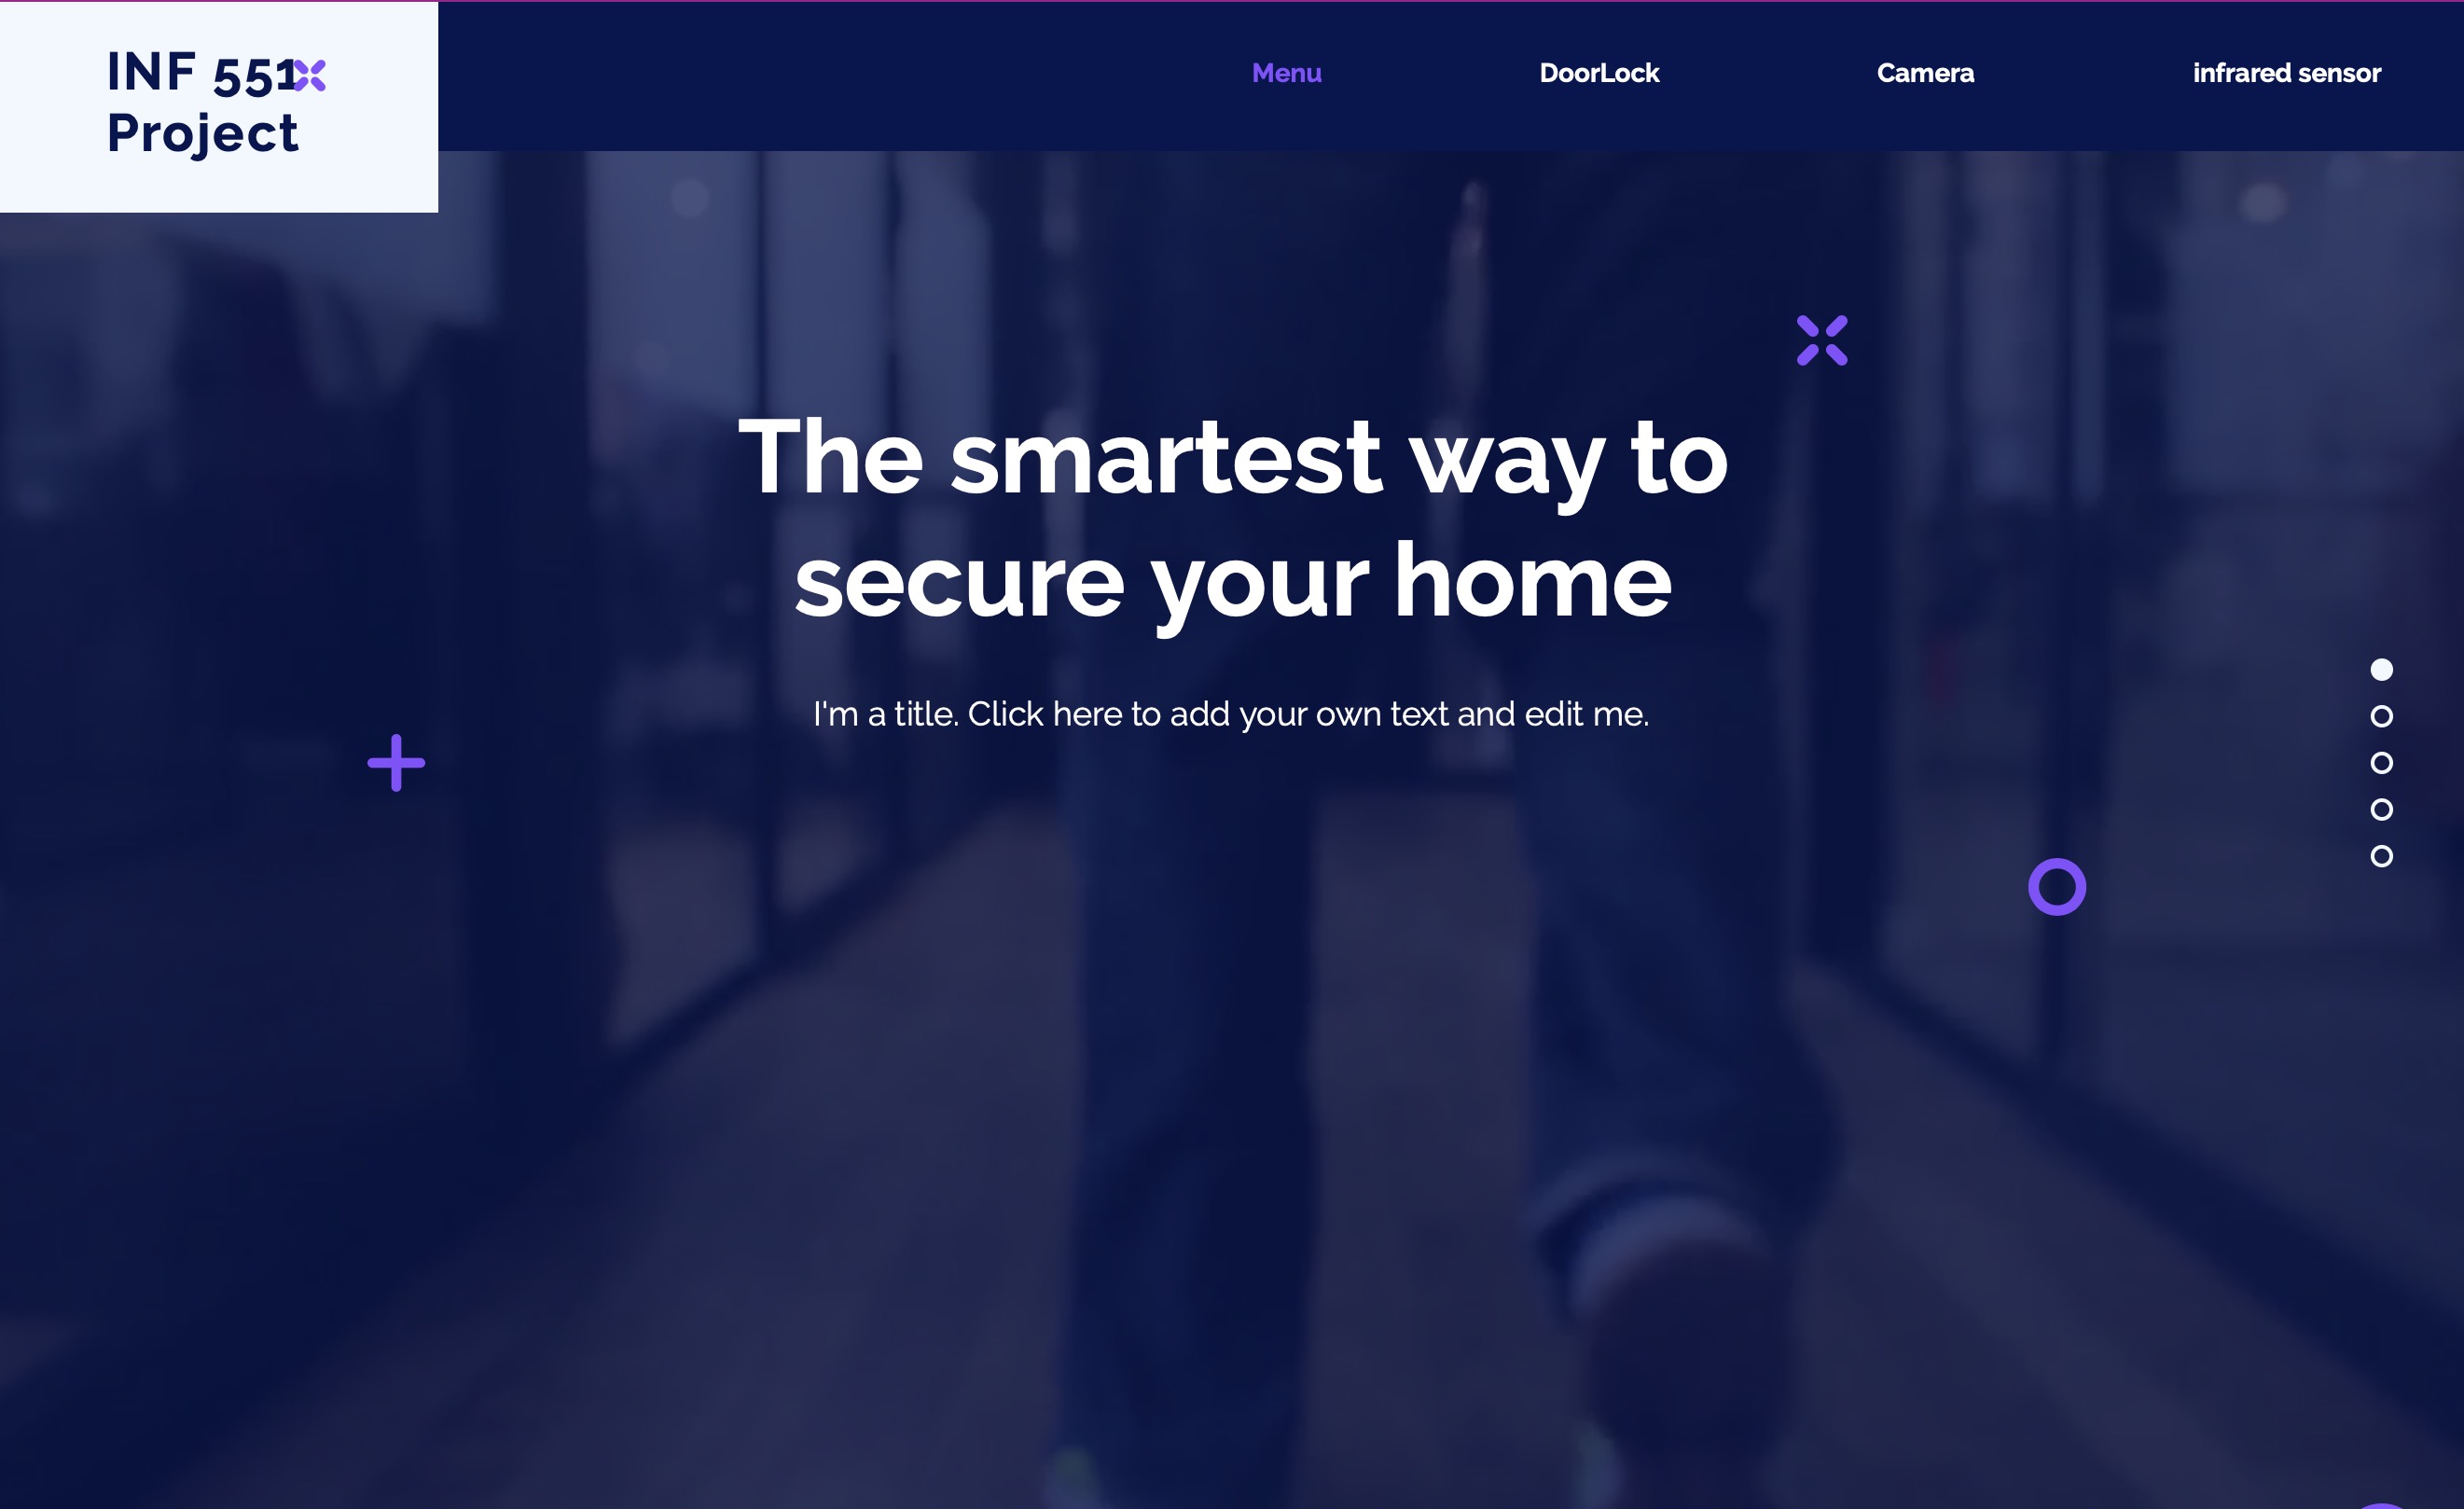 INF 551
Project
Menu
DoorLock
Camera
infrared sensor
The smartest way to
secure your home
I'm a title. Click here to add your own text and edit me.